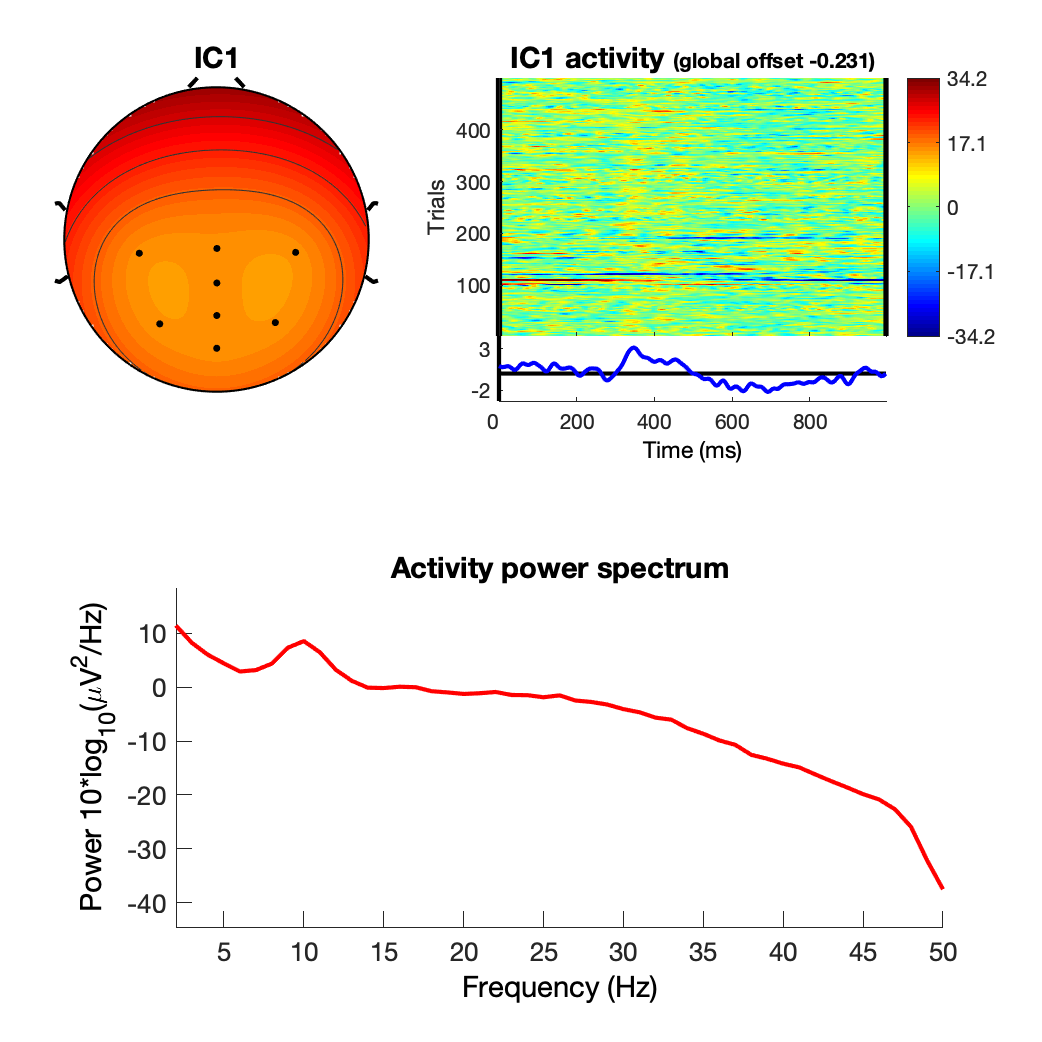 IC1
IC1 activity (global offset -0.231)
34.2
17.1
0
-17.1
-34.2
400
300
200
100
Trials
3
-2
0 200 400 600 800
Time (ms)
Activity power spectrum
10
0
-10
-20
-30
-40
Power 10*log10(μV2/Hz)
5 10 15 20 25 30 35 40 45 50
Frequency (Hz)